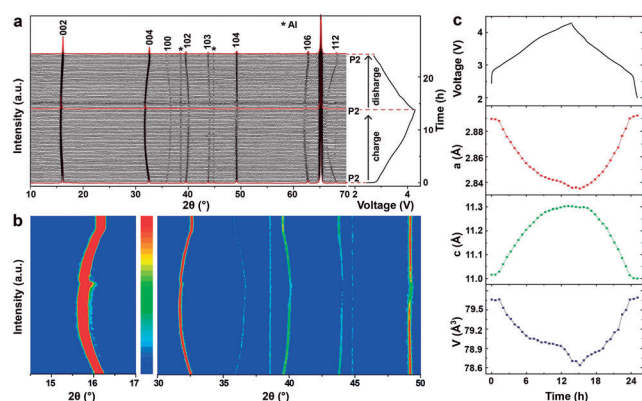 a
002
004
100
*
102
103
*
104
* Al
106
112
P2
P2
P2
disharge
charge
Intensity (a.u.)
Time (h)
20
10
0
10 20 30 40 50 60 70
2θ (°)
2 4
Voltage (V)
b
Intensity (a.u.)
15 16 17
2θ (°)
30 35 40 45 50
2θ (°)
c
Voltage (V)
4
3
2
a (Å)
2.88
2.86
2.84
c (Å)
11.3
11.2
11.1
11.0
V (Å³)
79.5
79.2
78.9
78.6
0 6 12 18 24
Time (h)